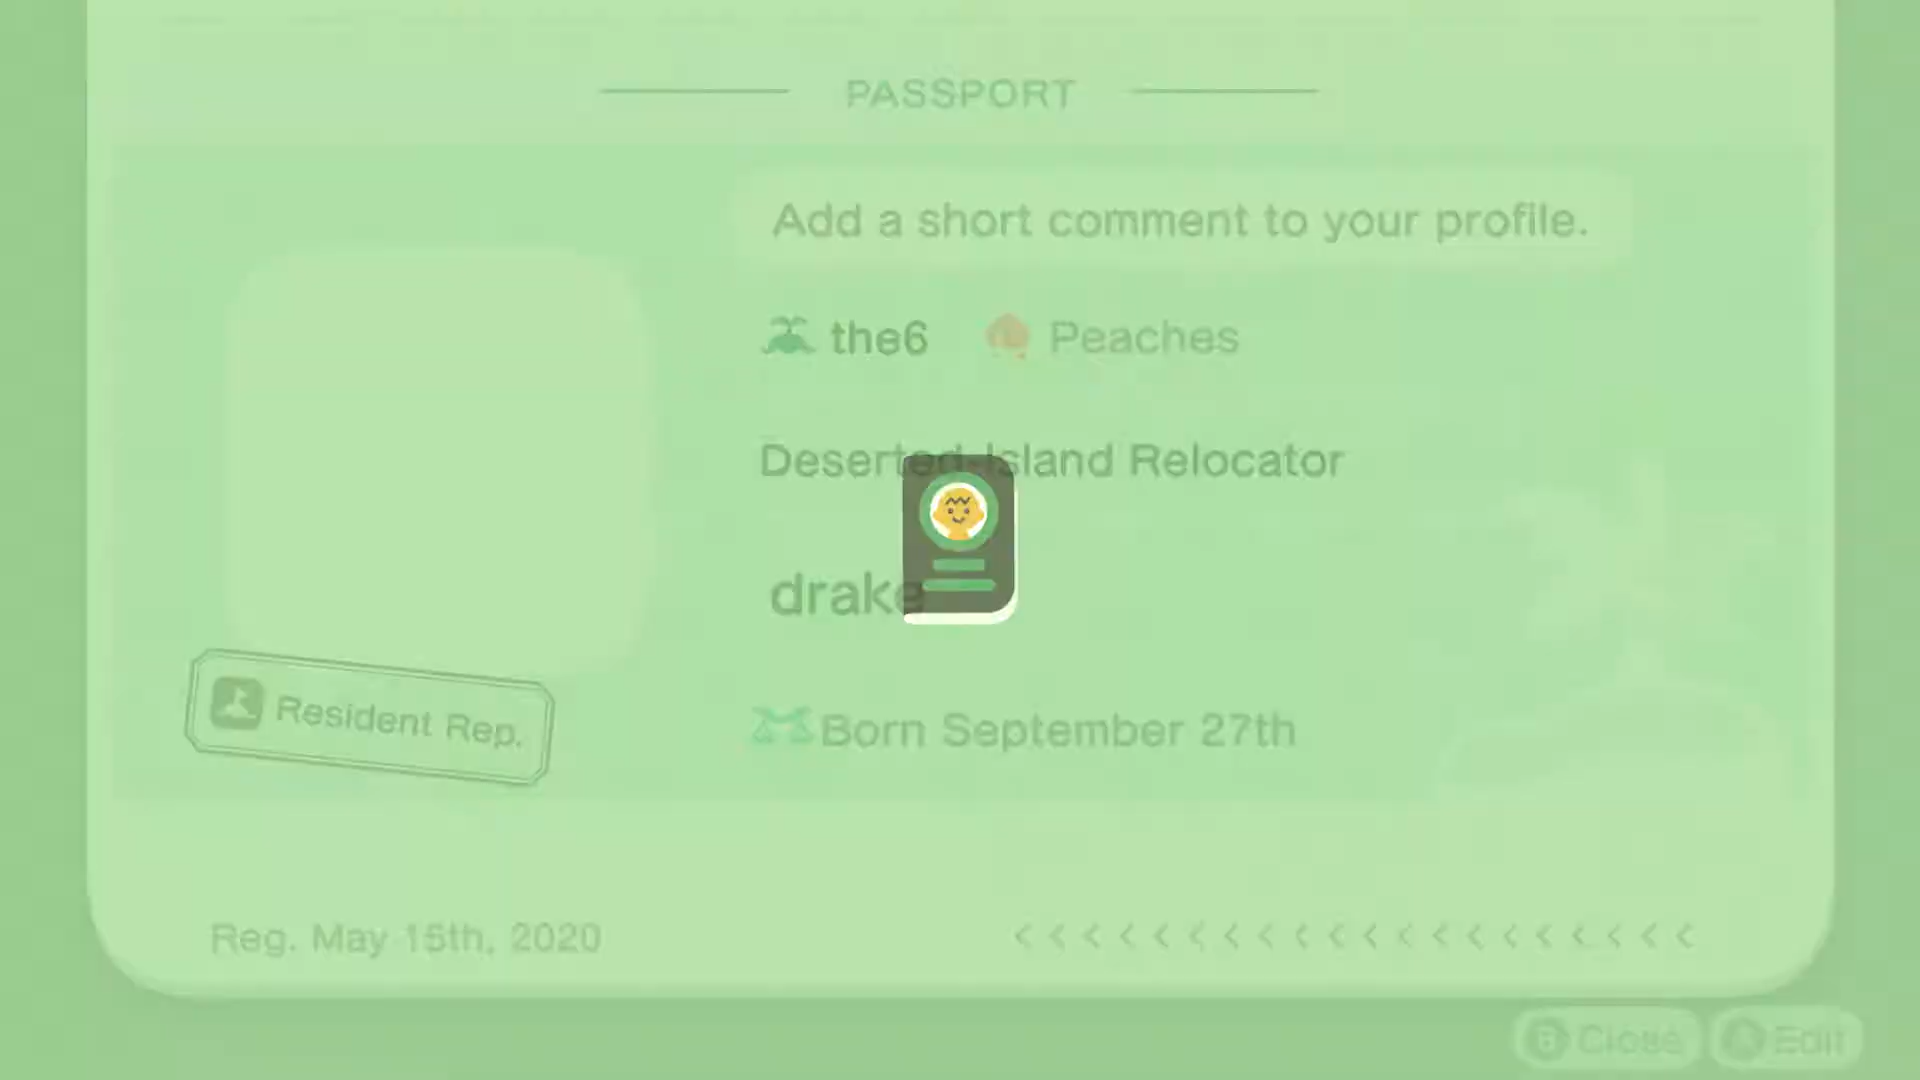 PASSPORT
Add a short comment to your profile.
the6 Peaches
Deserted-Island Relocator
drake
Born September 27th
Resident Rep.
Reg. May 15th, 2020
< < < < < < < < < < < < < < < < < < < <
B Close A Edit